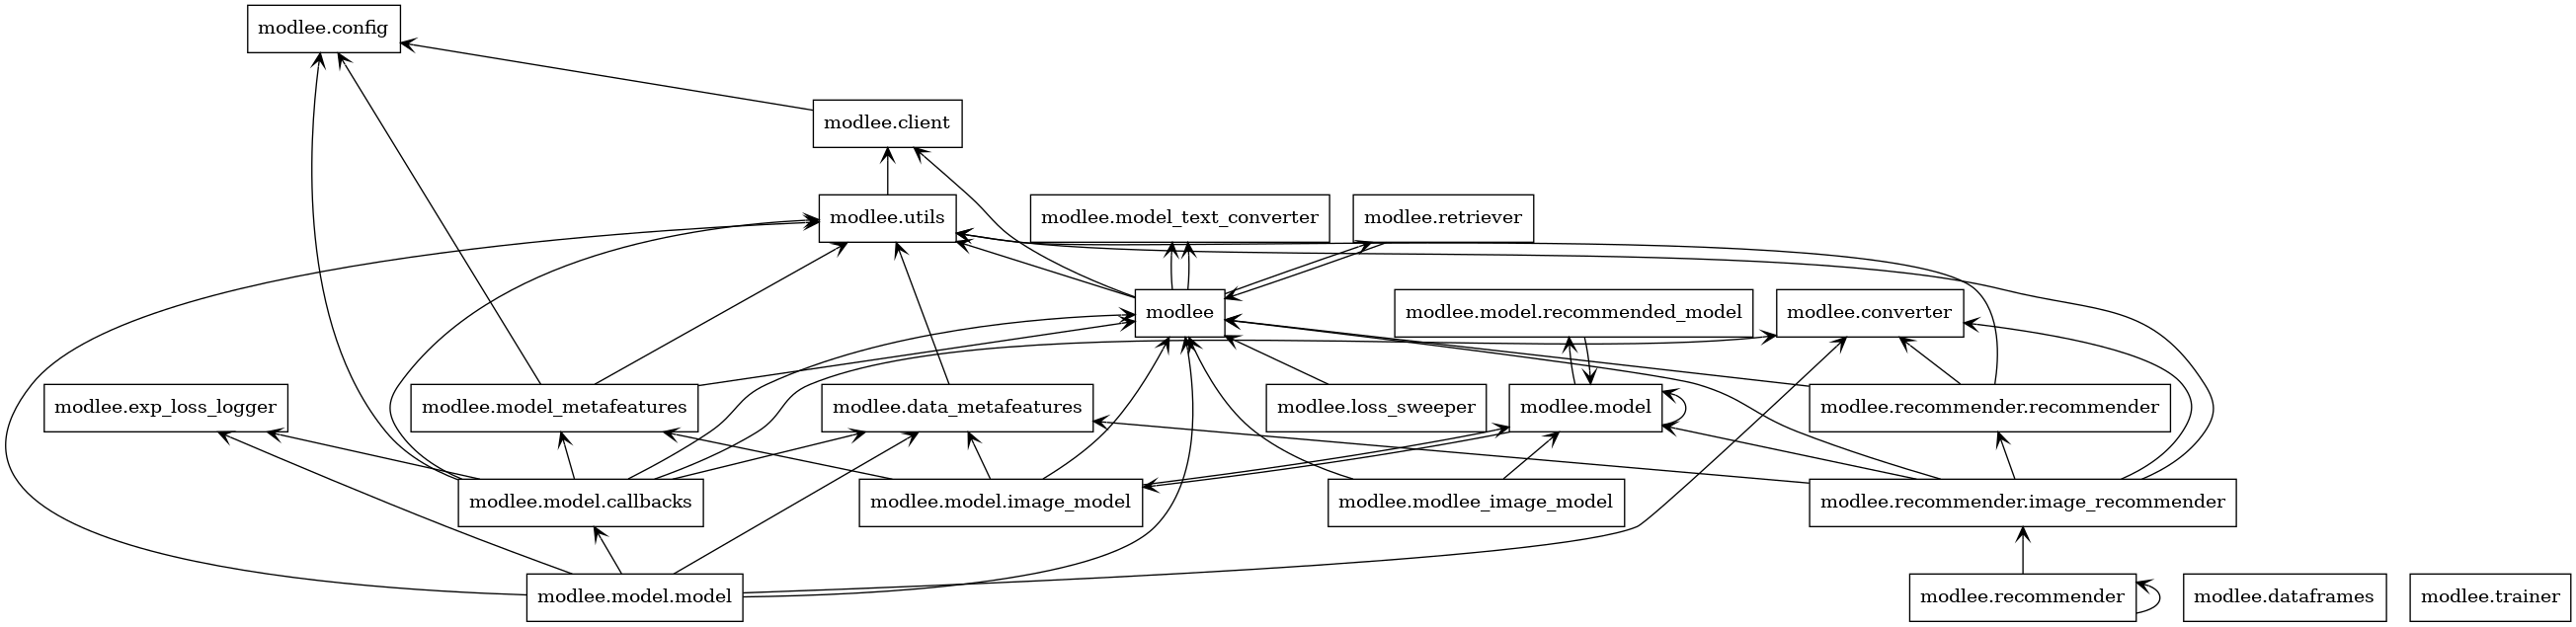 modlee.config
modlee.client
modlee.utils
modlee.model_text_converter
modlee.retriever
modlee
modlee.model.recommended_model
modlee.converter
modlee.exp_loss_logger
modlee.model_metafeatures
modlee.data_metafeatures
modlee.loss_sweeper
modlee.model
modlee.recommender.recommender
modlee.model.callbacks
modlee.model.image_model
modlee.modlee_image_model
modlee.recommender.image_recommender
modlee.model.model
modlee.recommender
modlee.dataframes
modlee.trainer